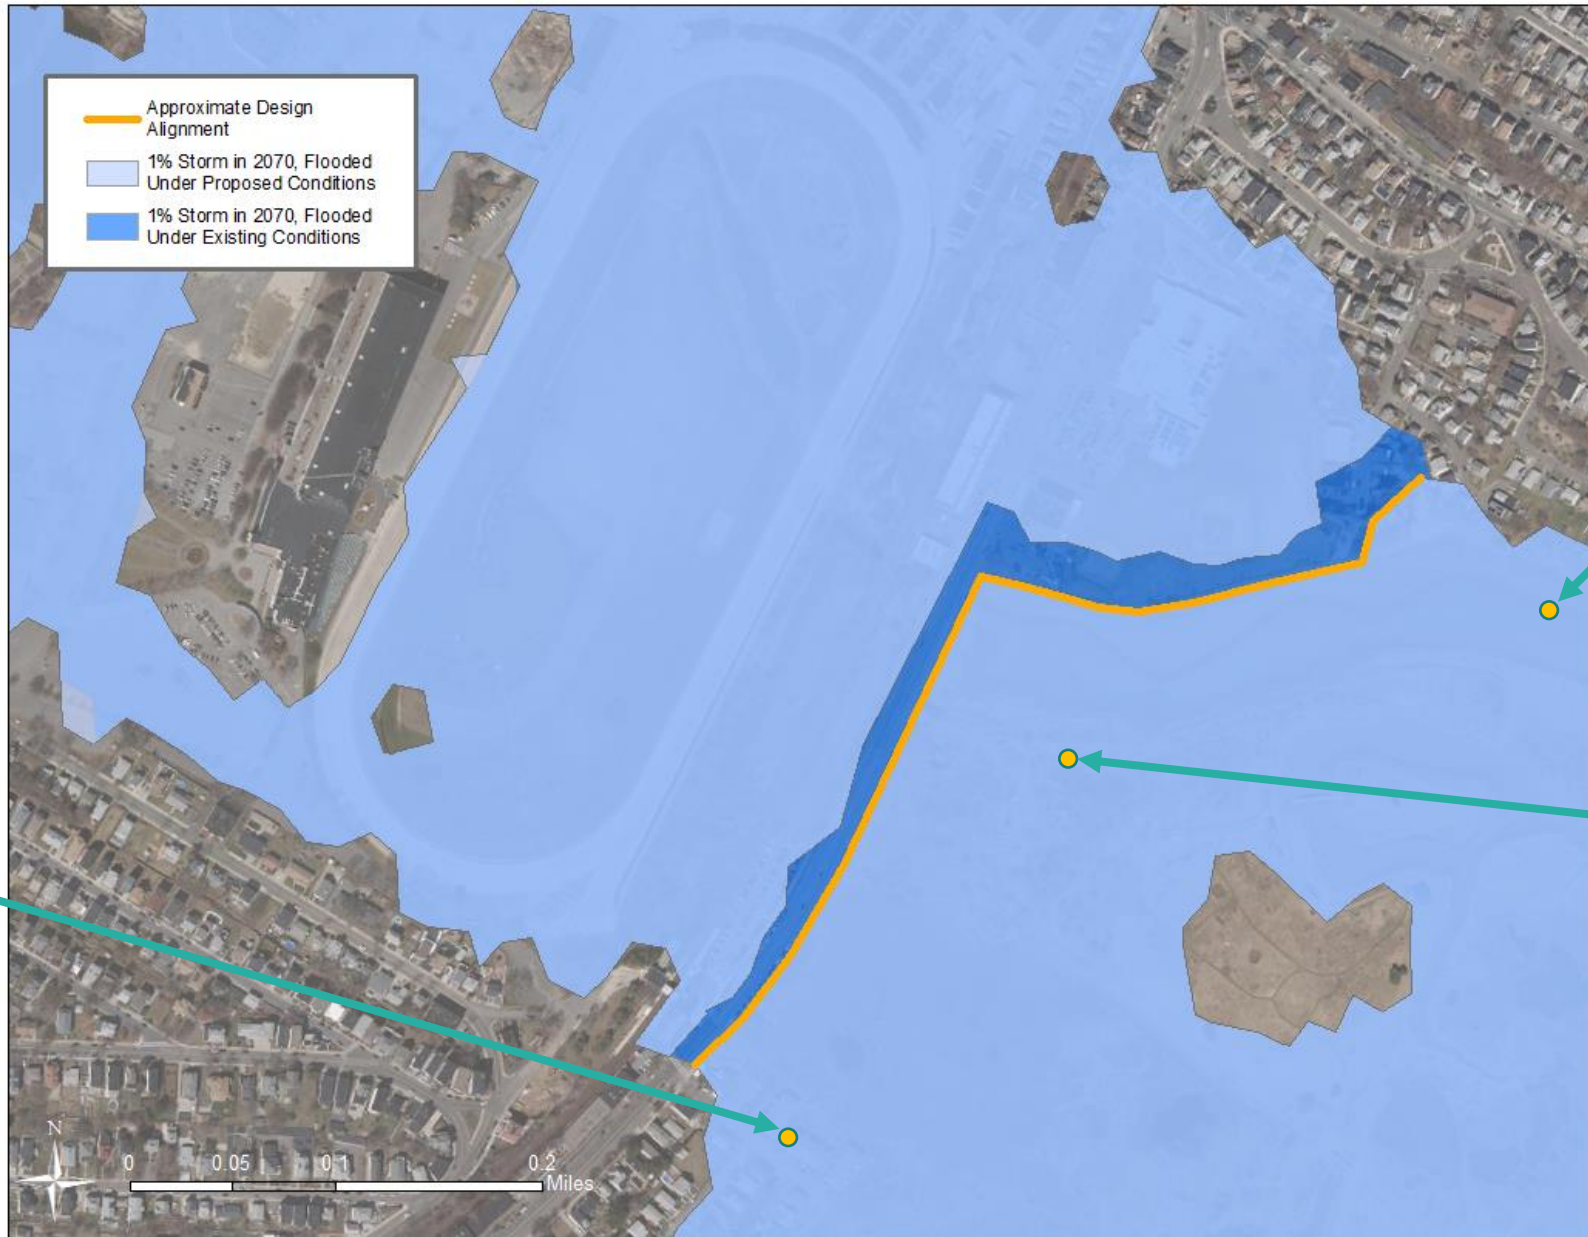 Approximate Design
Alignment
1% Storm in 2070, Flooded
Under Proposed Conditions
1% Storm in 2070, Flooded
Under Existing Conditions
N
0 0.05 0.1 0.2
Miles